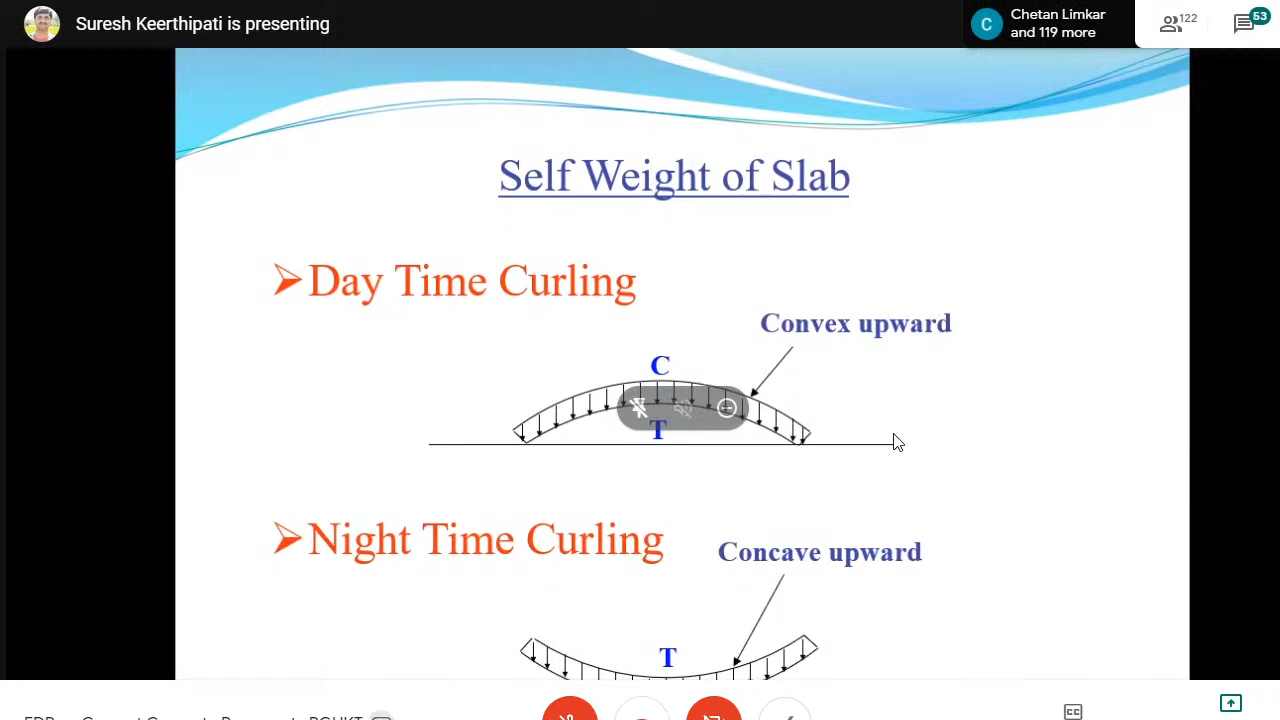 Suresh Keerthipati is presenting
Chetan Limkar
and 119 more
C
122
53
Self Weight of Slab
Day Time Curling
Convex upward
C
T
Night Time Curling
Concave upward
T
CC